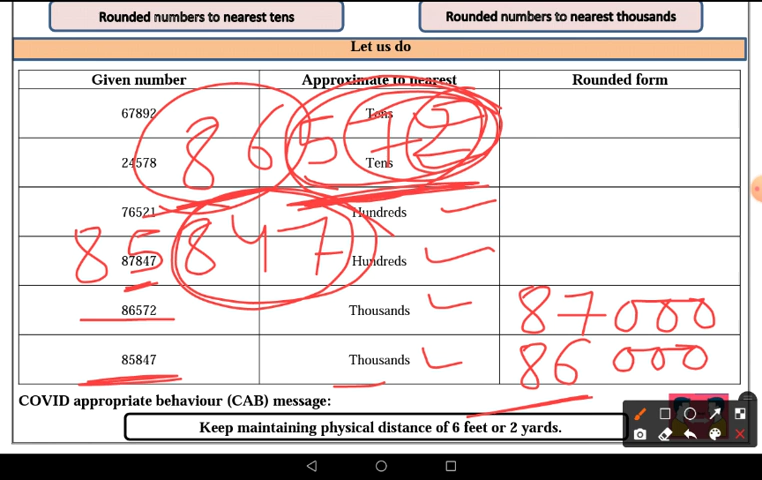 Rounded numbers to nearest tens Rounded numbers to nearest thousands
Let us do
Given number Approximate to nearest Rounded form
67892 Tens
86572
24578 Tens
76521 Hundreds
85847
87847 Hundreds
86572 Thousands 87000
85847 Thousands 86000
COVID appropriate behaviour (CAB) message:
Keep maintaining physical distance of 6 feet or 2 yards.